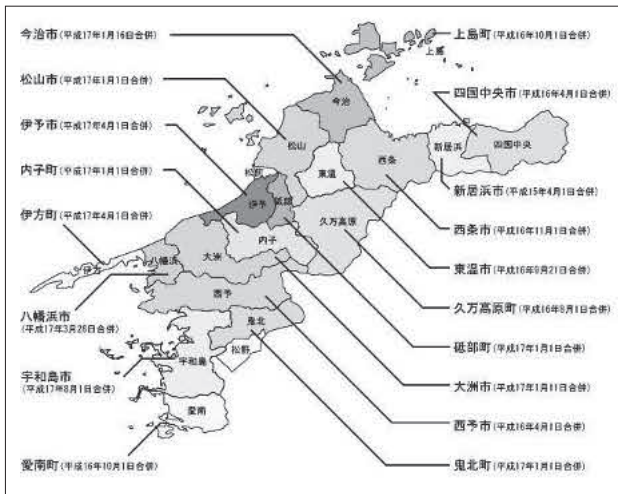 今治市(平成17年1月16日合併)
松山市(平成17年1月1日合併)
伊予市(平成17年4月1日合併)
内子町(平成17年1月1日合併)
伊方町(平成17年4月1日合併)
八幡浜市
(平成17年3月28日合併)
宇和島市
(平成17年8月1日合併)
愛南町(平成16年10月1日合併)
上島町(平成16年10月1日合併)
四国中央市(平成16年4月1日合併)
新居浜市(平成15年4月1日合併)
西条市(平成16年11月1日合併)
東温市(平成16年9月21日合併)
久万高原町(平成16年8月1日合併)
砥部町(平成17年1月1日合併)
大洲市(平成17年1月11日合併)
西予市(平成16年4月1日合併)
鬼北町(平成17年1月1日合併)
上島
今治
松山
東温
西条
新居浜
四国中央
松前
伊予
砥部
久万高原
内子
大洲
伊方
八幡浜
西予
鬼北
松野
宇和島
愛南